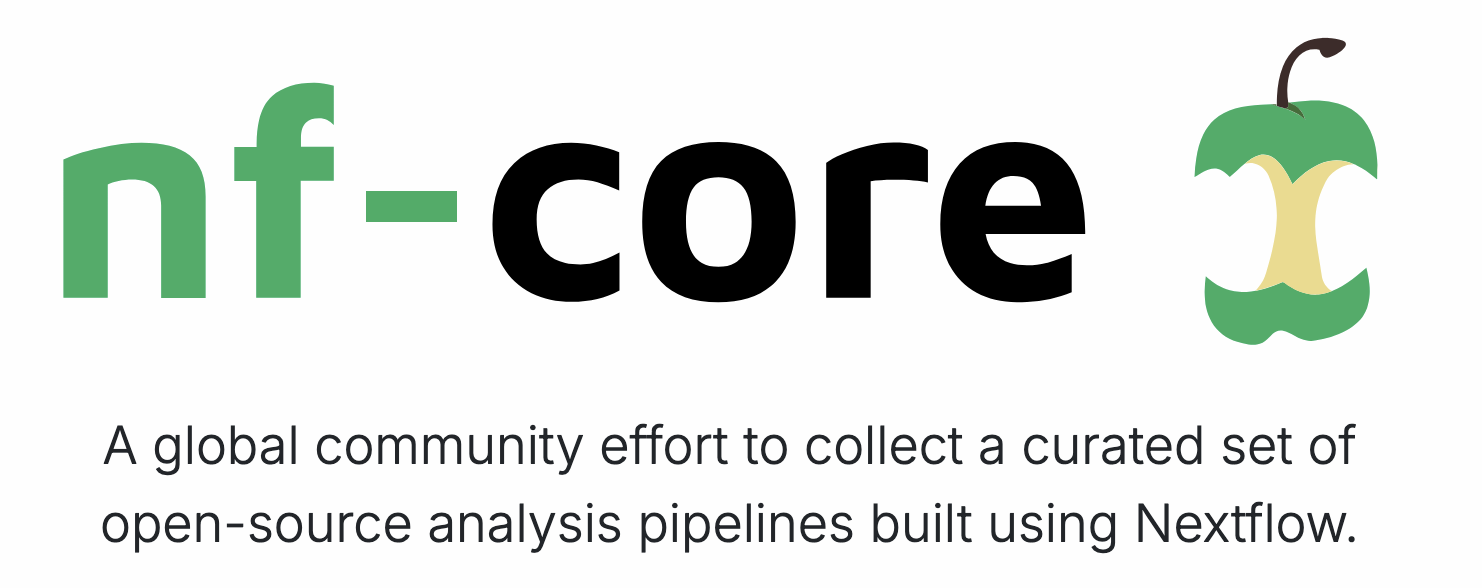 nf-core
A global community effort to collect a curated set of
open-source analysis pipelines built using Nextflow.